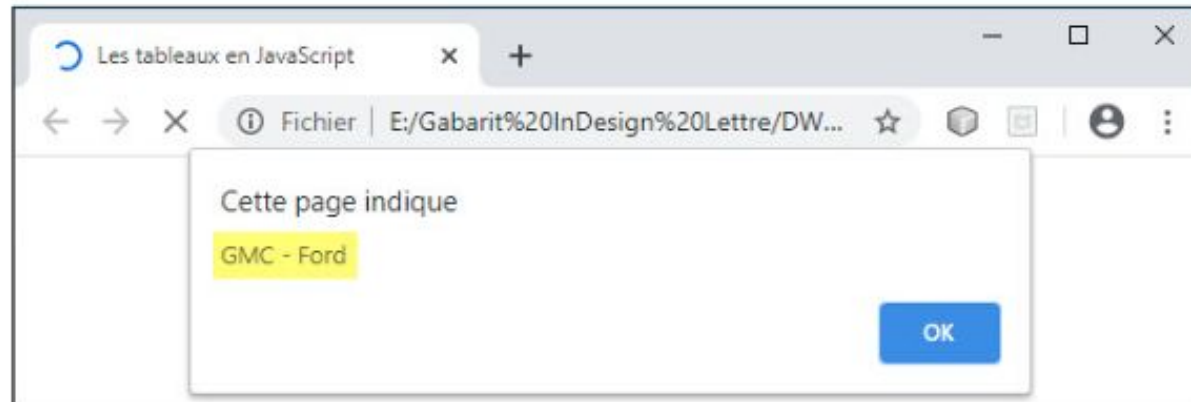 Les tableaux en JavaScript
Fichier | E:/Gabarit%20InDesign%20Lettre/DW...
Cette page indique
GMC - Ford
OK